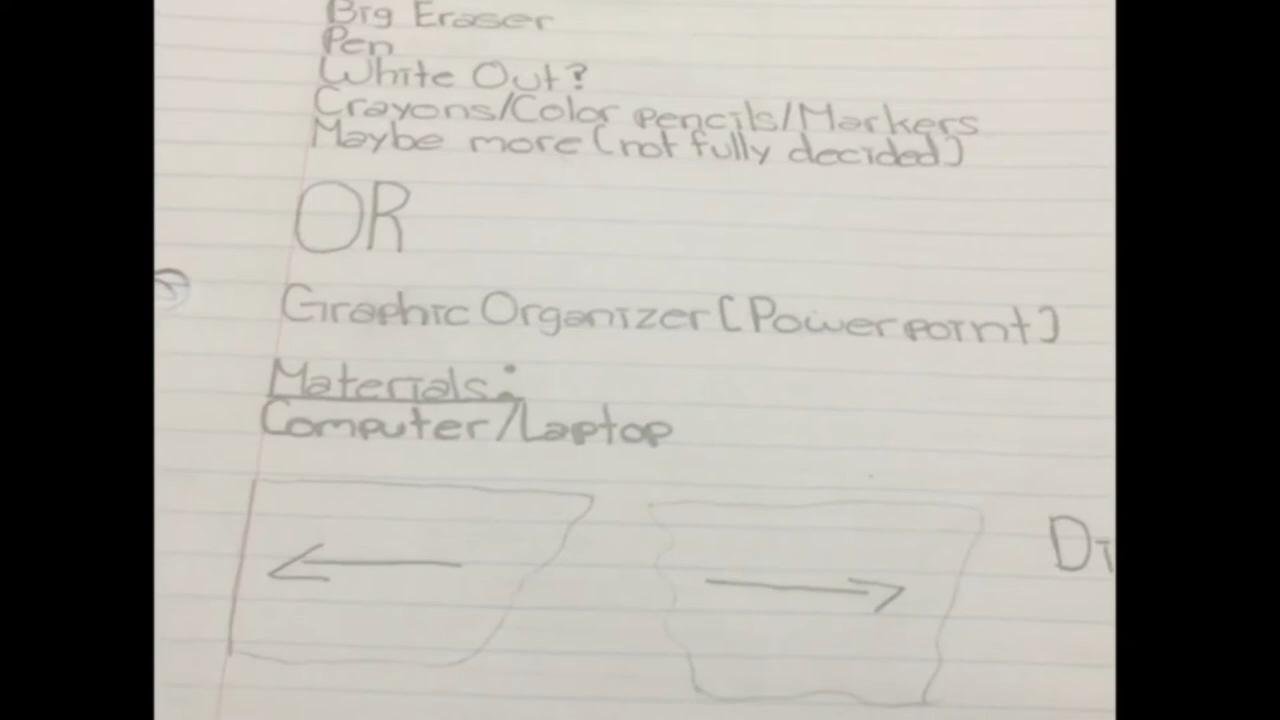 Big Eraser
Pen
White Out?
Crayons/Color pencils/Markers
Maybe more (not fully decided)
OR
Graphic Organizer (Powerpoint)
Materials:
Computer/Laptop
Di